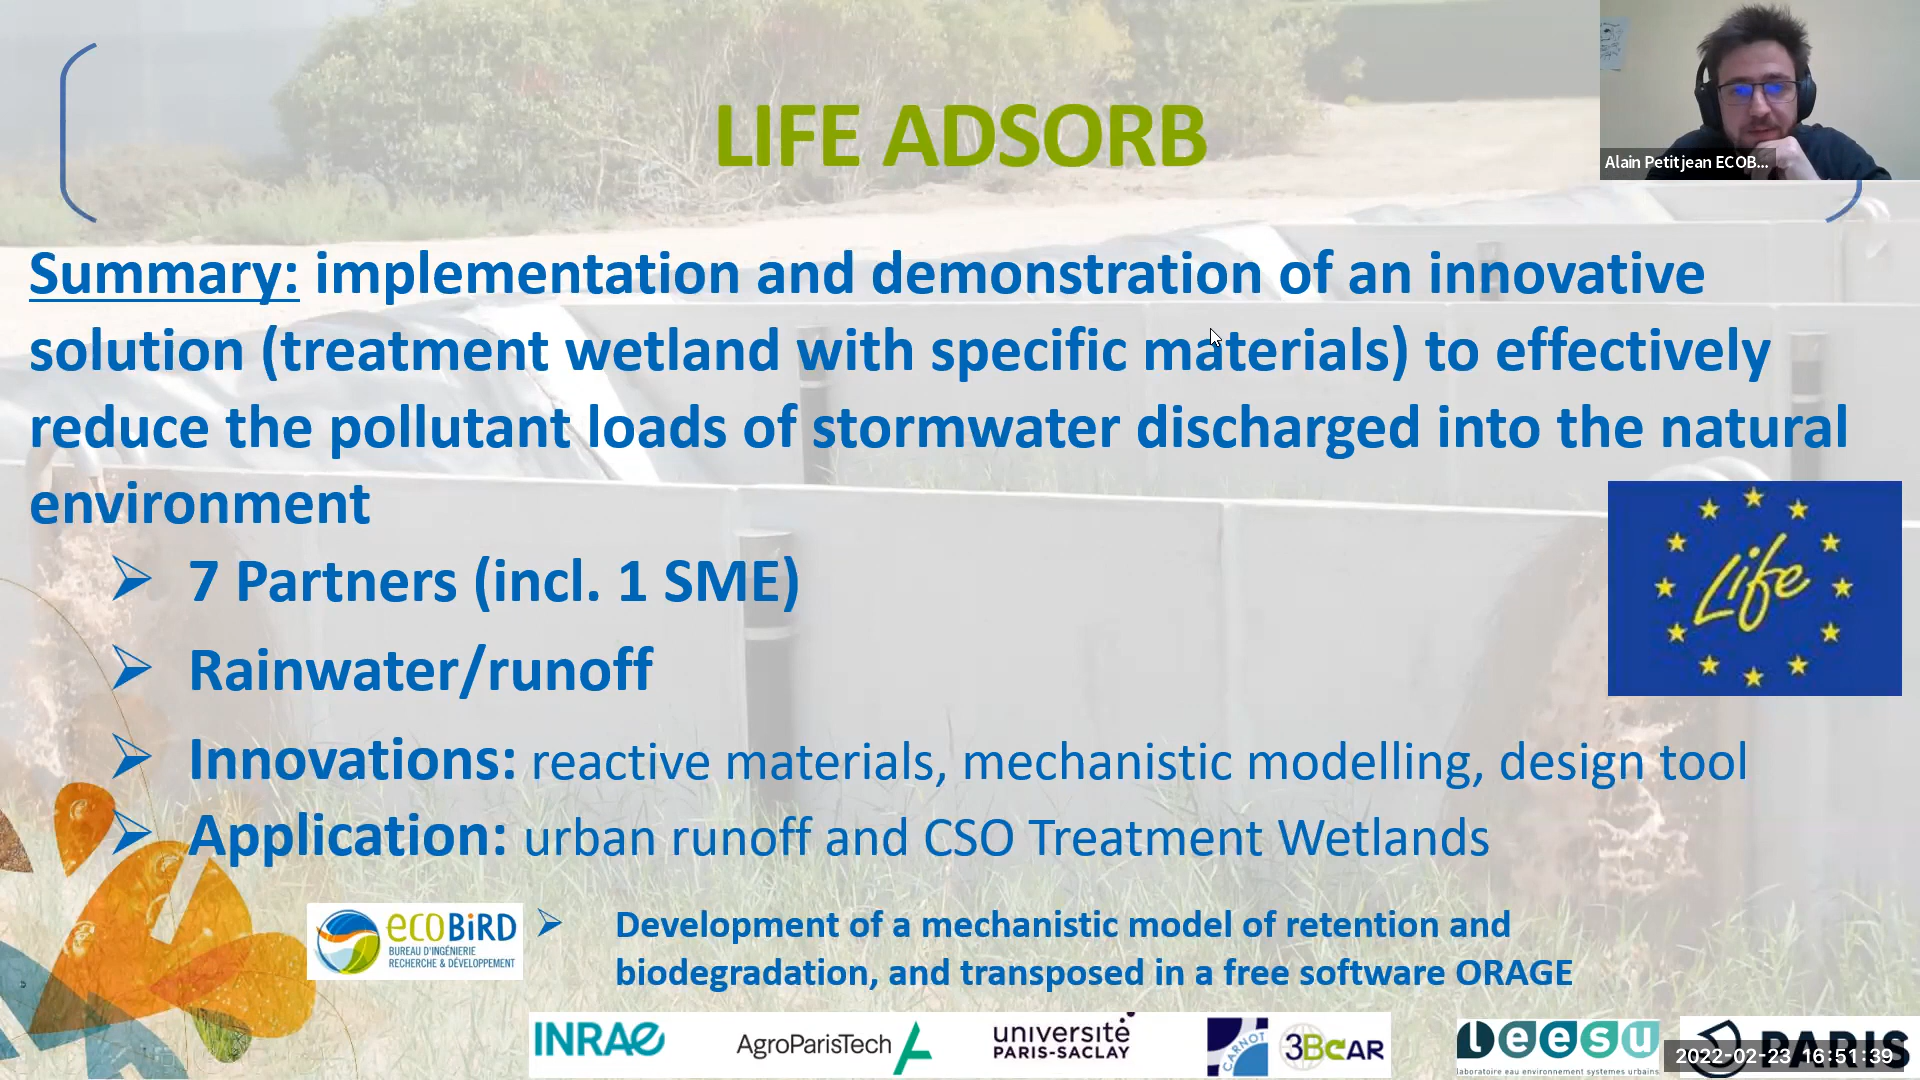 LIFE ADSORB
Alain Petitjean ECOB...
Summary: implementation and demonstration of an innovative
solution (treatment wetland with specific materials) to effectively
reduce the pollutant loads of stormwater discharged into the natural
environment
Life
➢ 7 Partners (incl. 1 SME)
➢ Rainwater/runoff
➢ Innovations: reactive materials, mechanistic modelling, design tool
➢ Application: urban runoff and CSO Treatment Wetlands
ecoBiRD
BUREAU D'INGÉNIERIE
RECHERCHE & DÉVELOPPEMENT
➢ Development of a mechanistic model of retention and
biodegradation, and transposed in a free software ORAGE
INRAE
AgroParisTech
université
PARIS-SACLAY
CARNOT
3BCAR
Leesu
laboratoire eau environnement systemes urbains
PARIS
2022-02-23 16:51:39